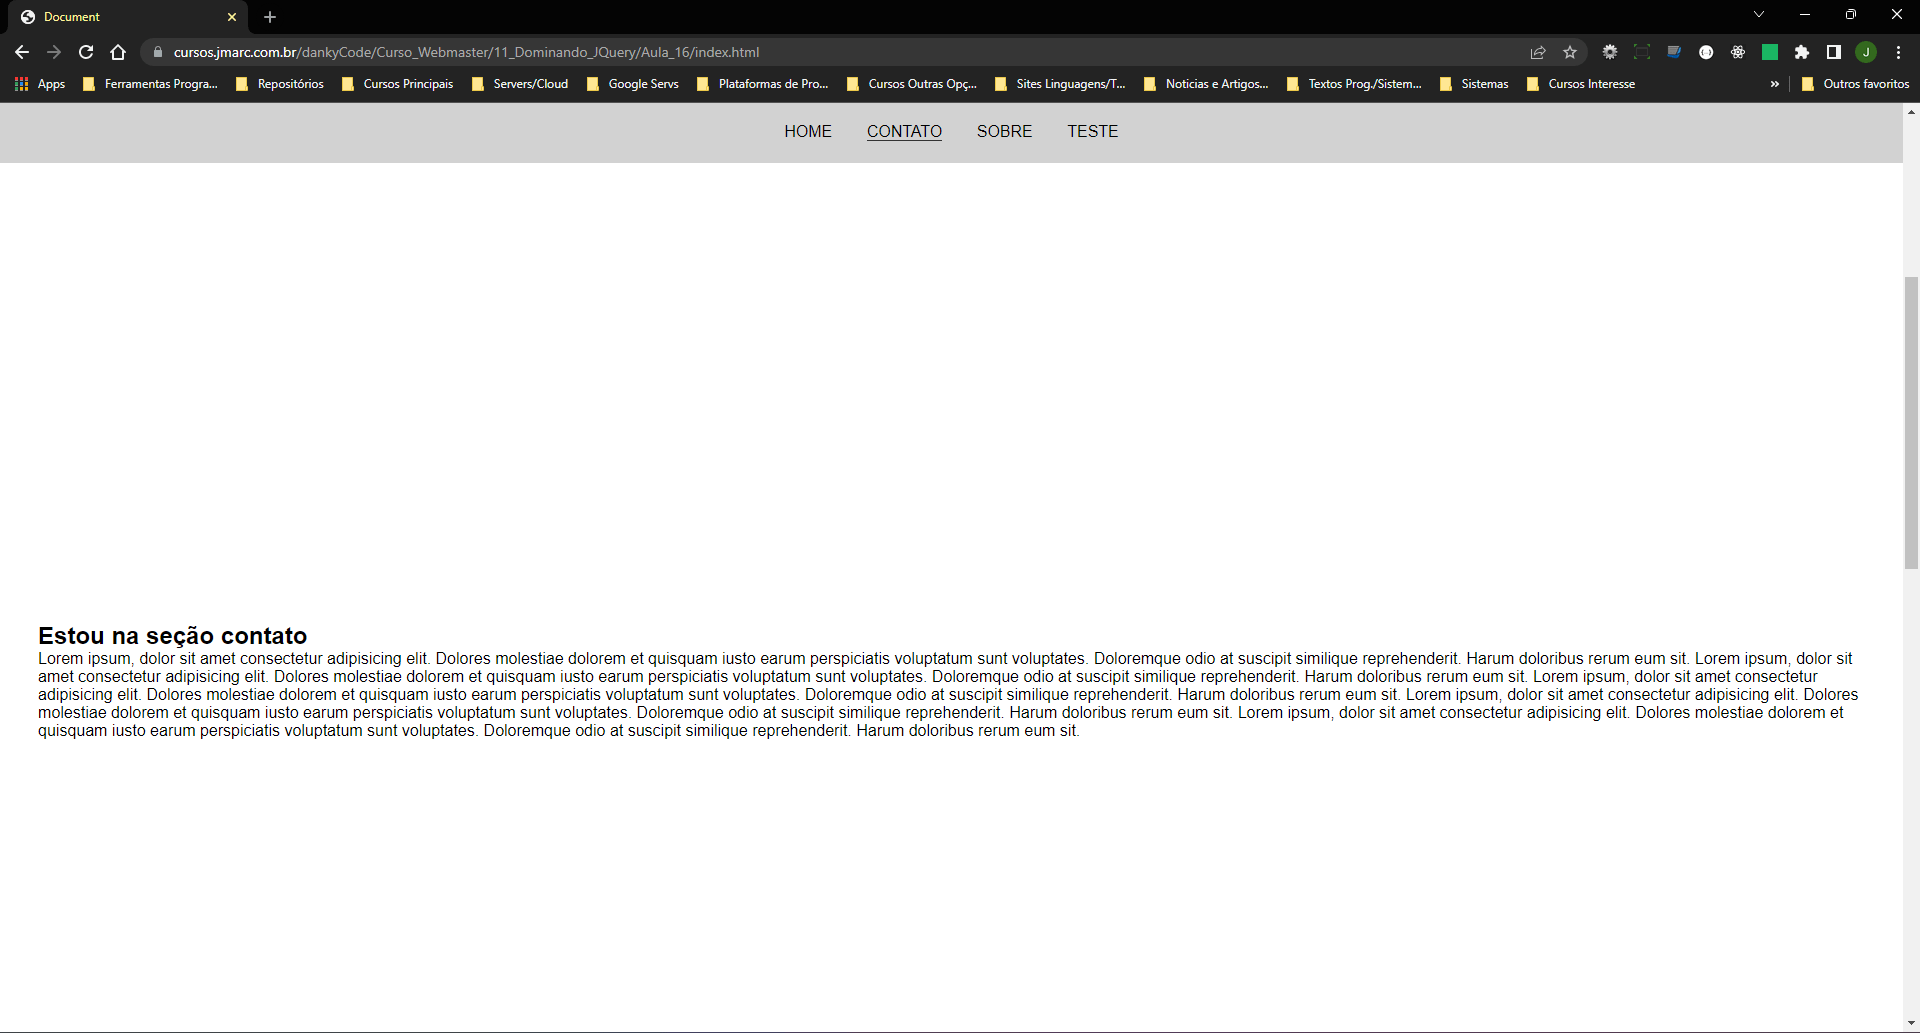 Document
cursos.jmarc.com.br/dankyCode/Curso_Webmaster/11_Dominando_JQuery/Aula_16/index.html
J
Apps Ferramentas Progra... Repositórios Cursos Principais Servers/Cloud Google Servs Plataformas de Pro... Cursos Outras Opç... Sites Linguagens/T... Noticias e Artigos... Textos Prog./Sistem... Sistemas Cursos Interesse » Outros favoritos
HOME CONTATO SOBRE TESTE
Estou na seção contato
Lorem ipsum, dolor sit amet consectetur adipisicing elit. Dolores molestiae dolorem et quisquam iusto earum perspiciatis voluptatum sunt voluptates. Doloremque odio at suscipit similique reprehenderit. Harum doloribus rerum eum sit. Lorem ipsum, dolor sit
amet consectetur adipisicing elit. Dolores molestiae dolorem et quisquam iusto earum perspiciatis voluptatum sunt voluptates. Doloremque odio at suscipit similique reprehenderit. Harum doloribus rerum eum sit. Lorem ipsum, dolor sit amet consectetur
adipisicing elit. Dolores molestiae dolorem et quisquam iusto earum perspiciatis voluptatum sunt voluptates. Doloremque odio at suscipit similique reprehenderit. Harum doloribus rerum eum sit. Lorem ipsum, dolor sit amet consectetur adipisicing elit. Dolores
molestiae dolorem et quisquam iusto earum perspiciatis voluptatum sunt voluptates. Doloremque odio at suscipit similique reprehenderit. Harum doloribus rerum eum sit. Lorem ipsum, dolor sit amet consectetur adipisicing elit. Dolores molestiae dolorem et
quisquam iusto earum perspiciatis voluptatum sunt voluptates. Doloremque odio at suscipit similique reprehenderit. Harum doloribus rerum eum sit.